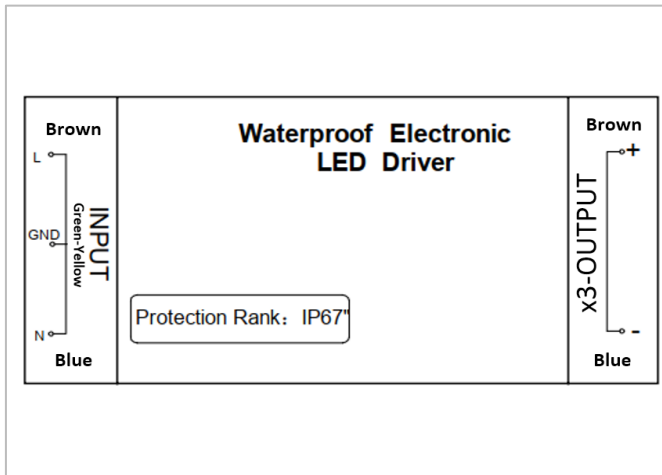 Brown
L
GND
Green-Yellow
INPUT
N
Blue
Waterproof Electronic
LED Driver
Protection Rank：IP67"
Brown
+
x3-OUTPUT
-
Blue